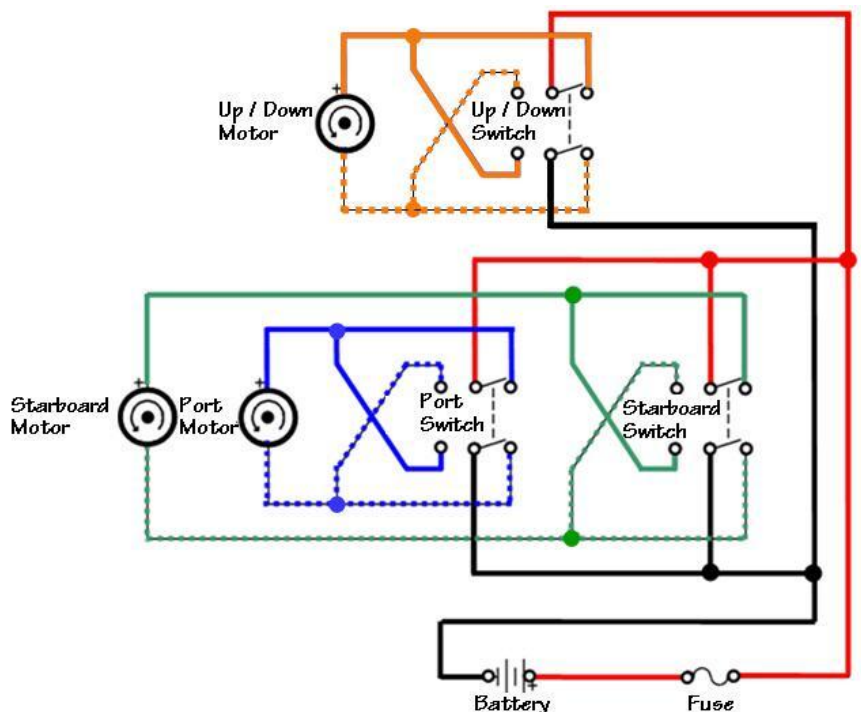 +
Up / Down
Motor
Up / Down
Switch
+
+
Starboard
Motor
Port
Motor
Port
Switch
Starboard
Switch
+
Battery
Fuse